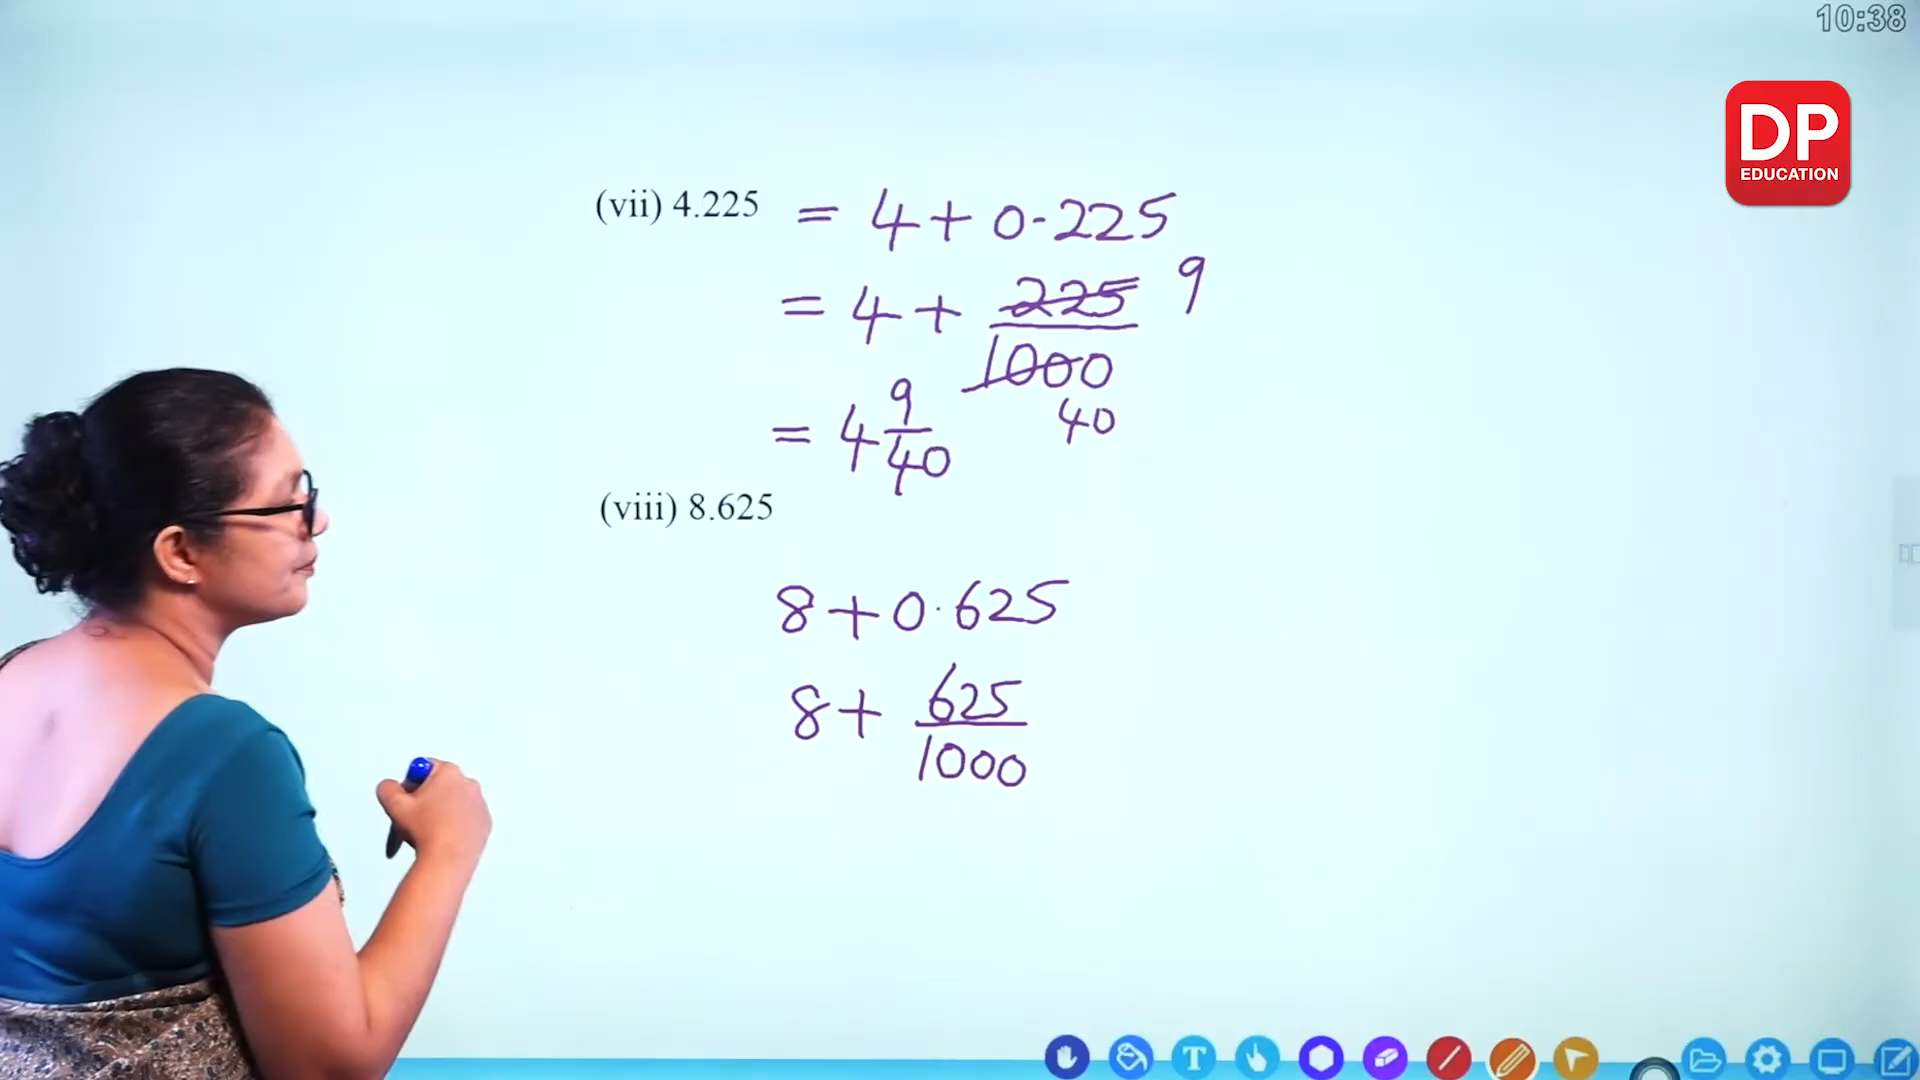 10:38
DP
EDUCATION
(vii) 4.225 = 4 + 0.225
= 4 + 225/1000 9
40
= 4 9/40
(viii) 8.625
8 + 0.625
8 + 625/1000
T